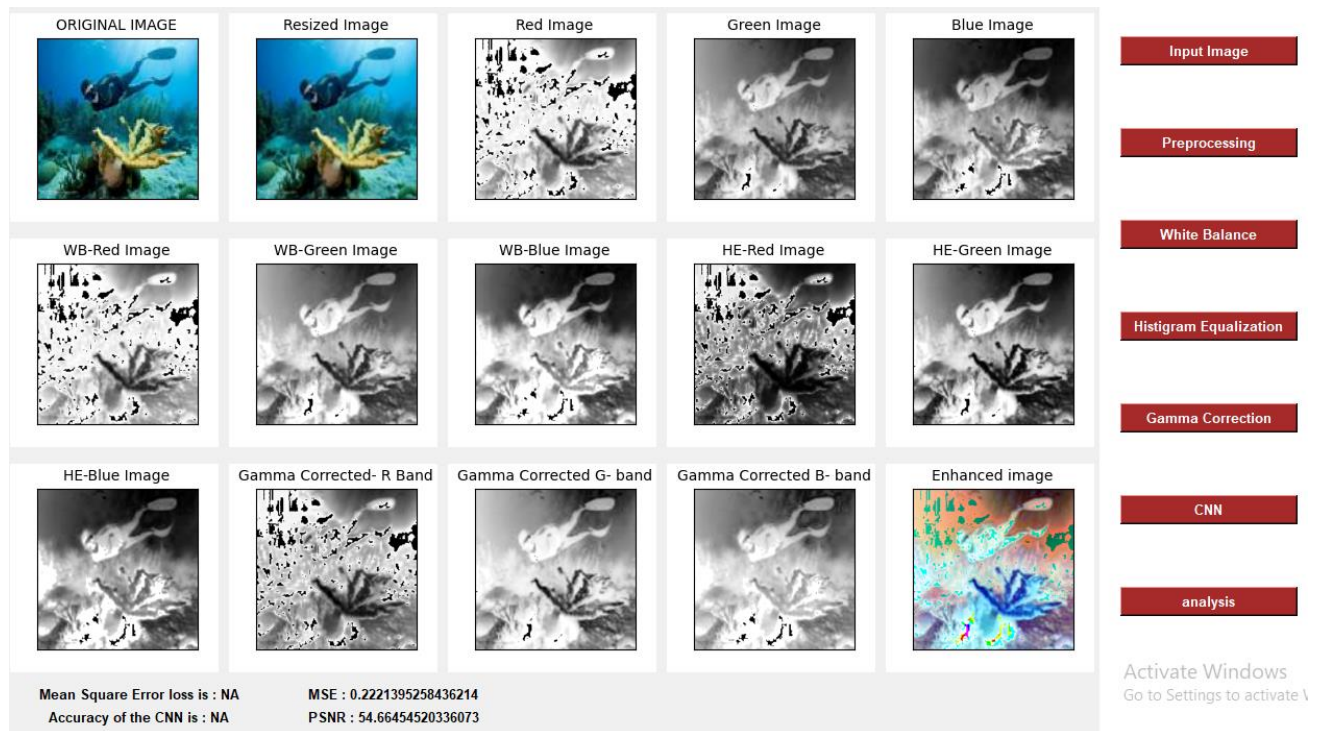 ORIGINAL IMAGE
Resized Image
Red Image
Green Image
Blue Image
Input Image
Preprocessing
WB-Red Image
WB-Green Image
WB-Blue Image
HE-Red Image
HE-Green Image
White Balance
Histigram Equalization
Gamma Correction
HE-Blue Image
Gamma Corrected- R Band
Gamma Corrected G- band
Gamma Corrected B- band
Enhanced image
CNN
analysis
Mean Square Error loss is : NA
MSE : 0.2221395258436214
Accuracy of the CNN is : NA
PSNR : 54.66454520336073
Activate Windows
Go to Settings to activate